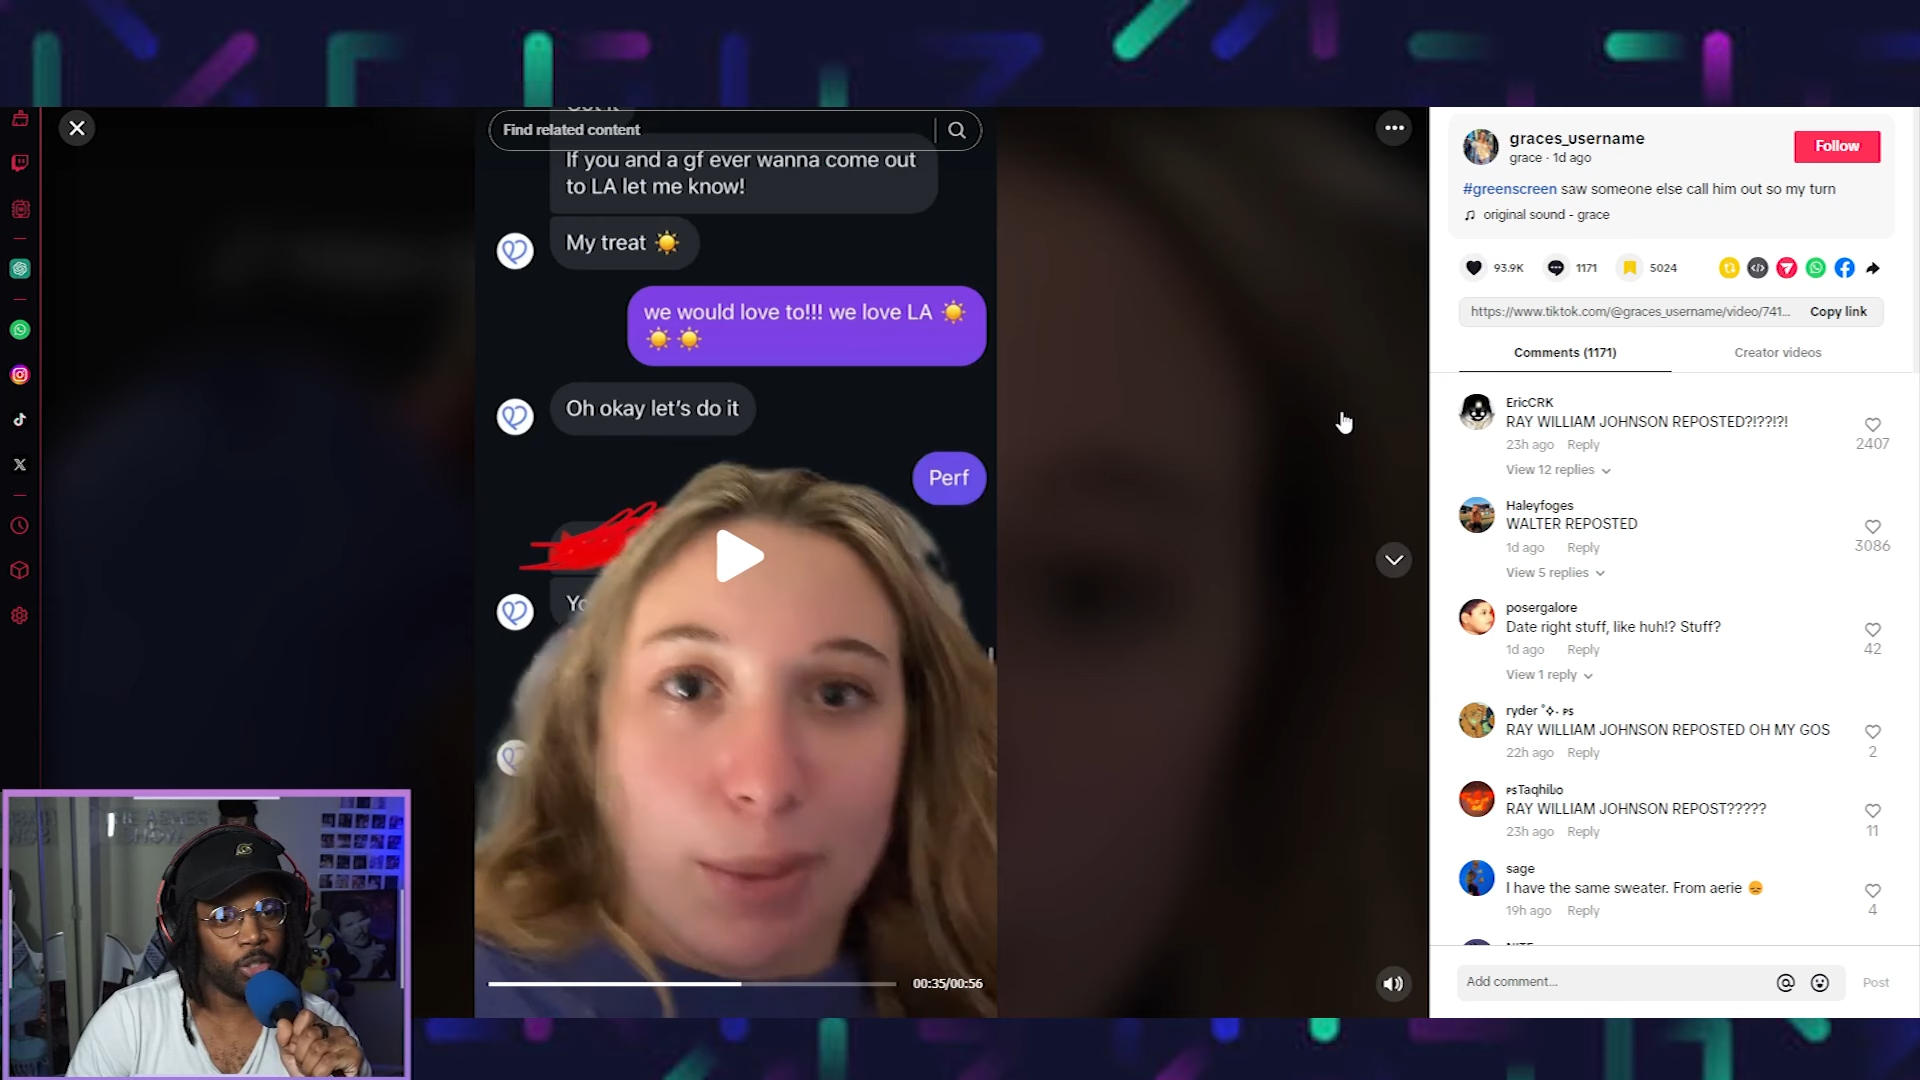 Find related content
If you and a gf ever wanna come out
to LA let me know!
My treat ☀️
we would love to!!! we love LA ☀️
☀️ ☀️
Oh okay let's do it
Perf
00:35/00:56
graces_username
grace · 1d ago
Follow
#greenscreen saw someone else call him out so my turn
♫ original sound - grace
93.9K
1171
5024
https://www.tiktok.com/@graces_username/video/741...
Copy link
Comments (1171)
Creator videos
EricCRK
RAY WILLIAM JOHNSON REPOSTED?!??!?!
23h ago Reply
2407
View 12 replies
Haleyfoges
WALTER REPOSTED
1d ago Reply
3086
View 5 replies
posergalore
Date right stuff, like huh!? Stuff?
1d ago Reply
42
View 1 reply
ryder
RAY WILLIAM JOHNSON REPOSTED OH MY GOS
22h ago Reply
2
RAY WILLIAM JOHNSON REPOST?????
23h ago Reply
11
sage
I have the same sweater. From aerie 😞
19h ago Reply
4
Add comment...
Post